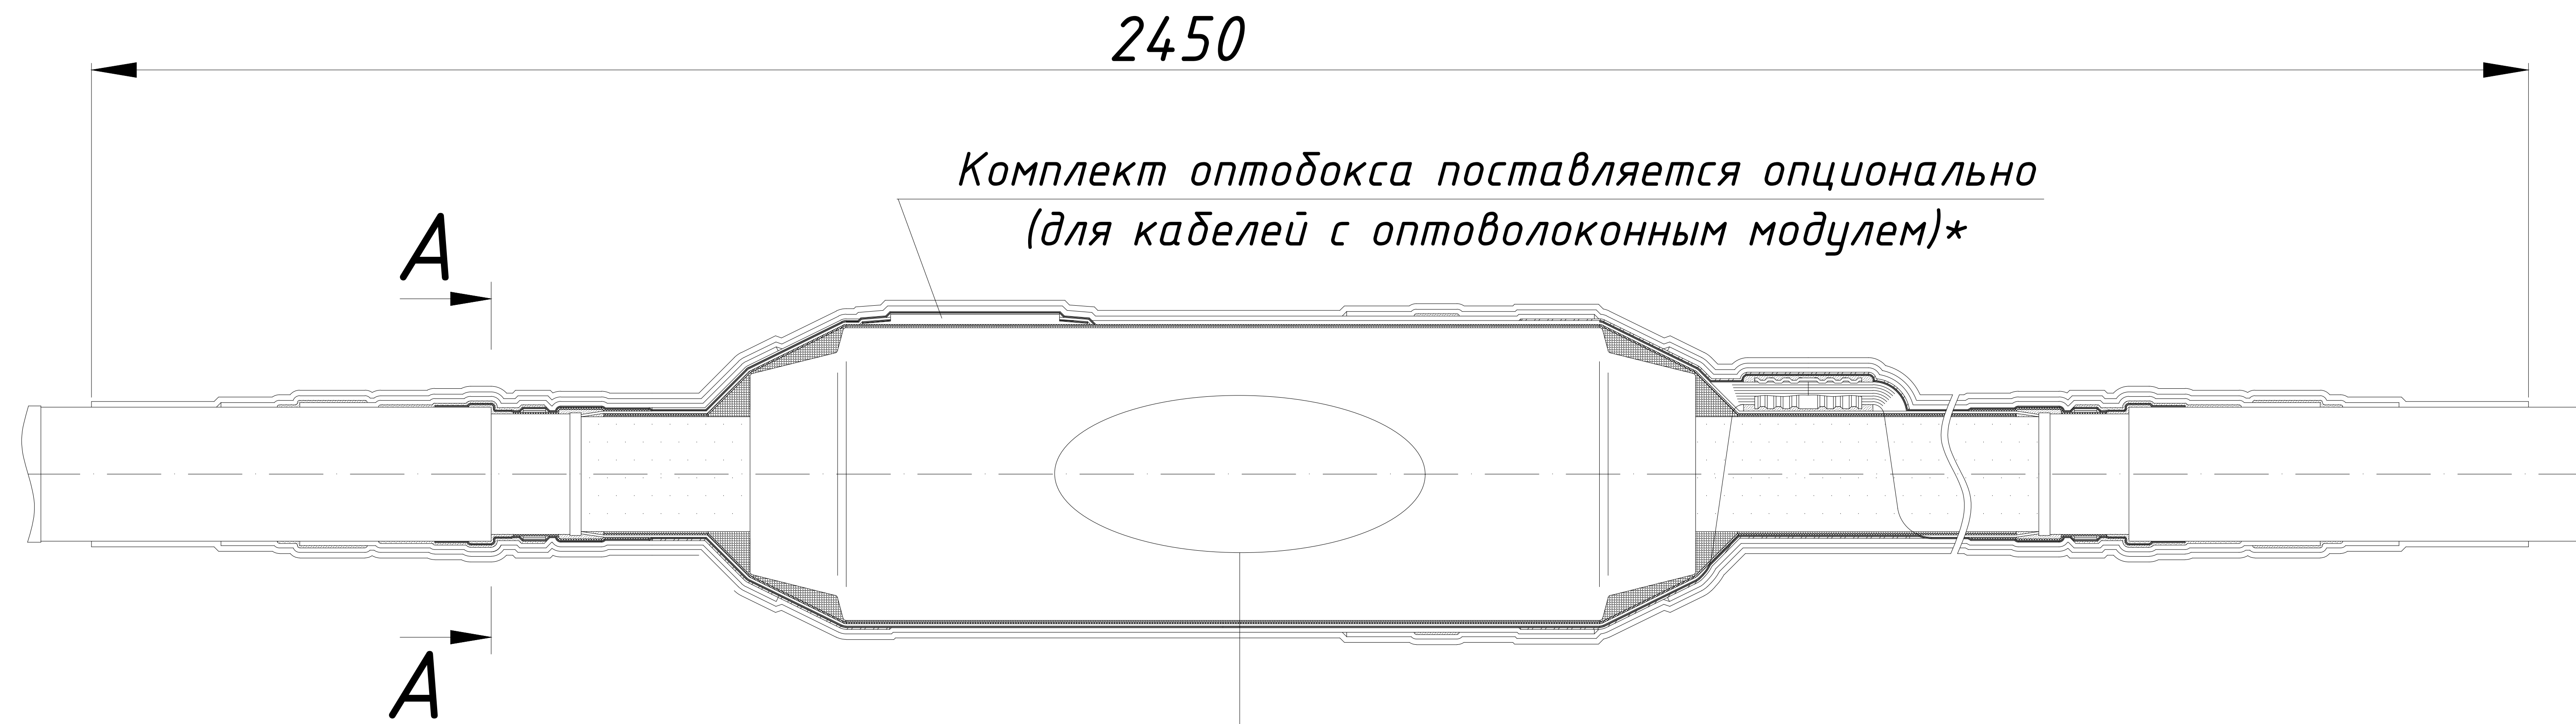 2450
Комплект оптобокса поставляется опционально
(для кабелей с оптоволоконным модулем)*
А
А